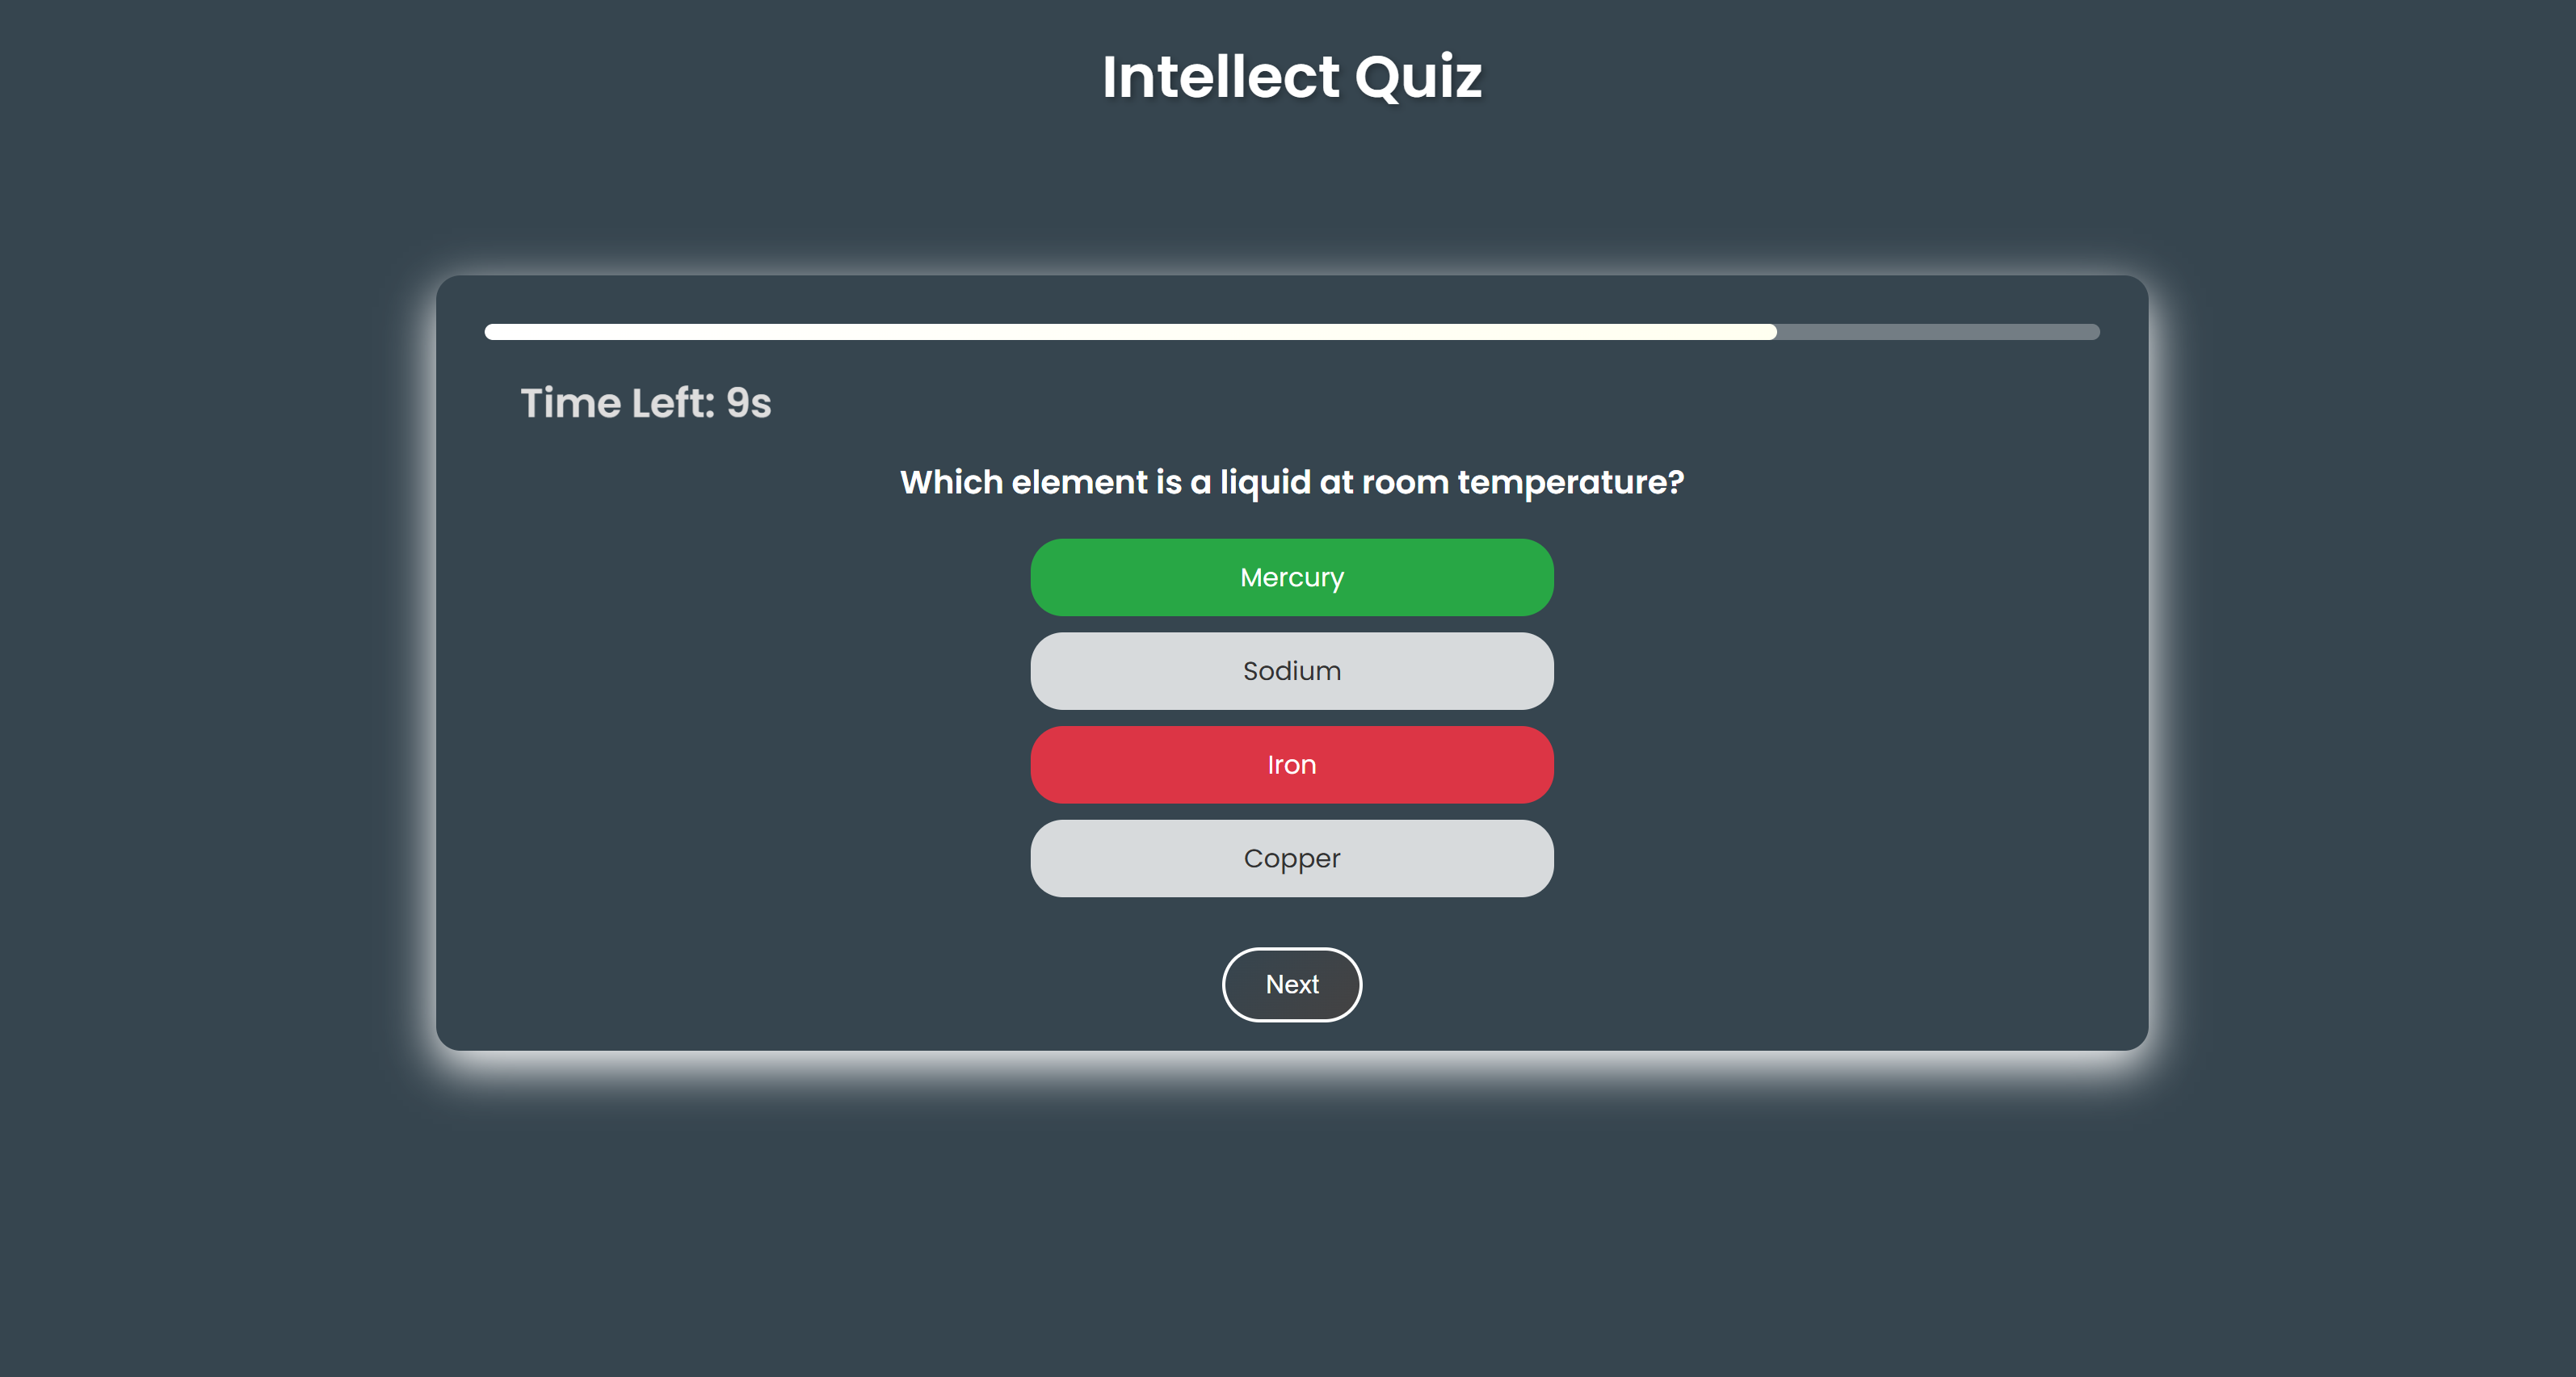 Intellect Quiz
Time Left: 9s
Which element is a liquid at room temperature?
Mercury
Sodium
Iron
Copper
Next